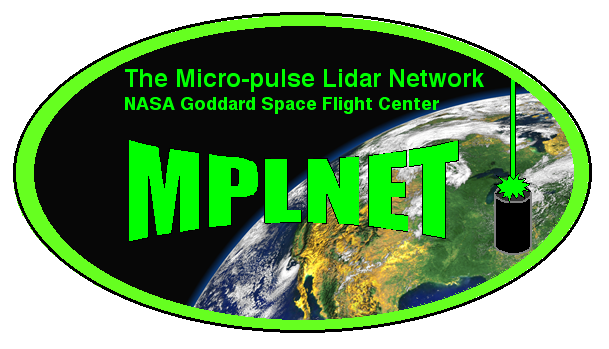 The Micro-pulse Lidar Network
NASA Goddard Space Flight Center
MPLNET